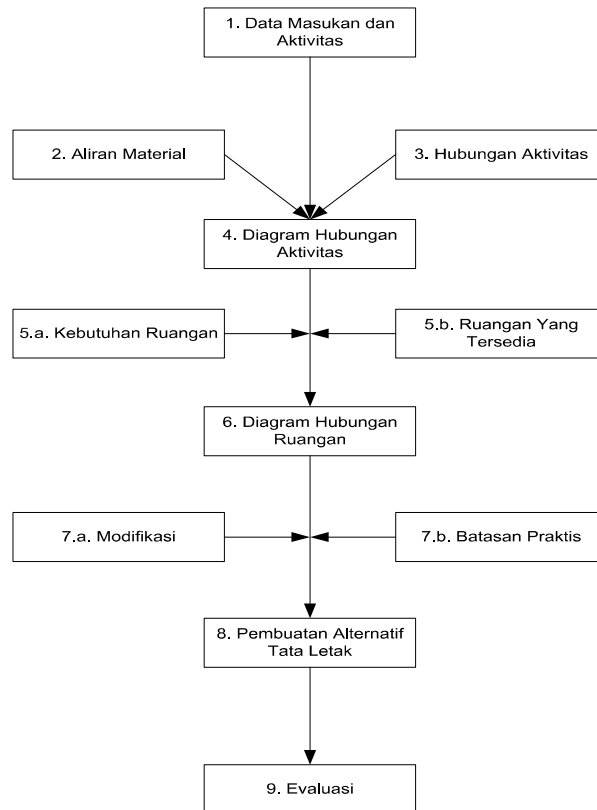 1. Data Masukan dan
Aktivitas
2. Aliran Material
3. Hubungan Aktivitas
4. Diagram Hubungan
Aktivitas
5.a. Kebutuhan Ruangan
5.b. Ruangan Yang
Tersedia
6. Diagram Hubungan
Ruangan
7.a. Modifikasi
7.b. Batasan Praktis
8. Pembuatan Alternatif
Tata Letak
9. Evaluasi